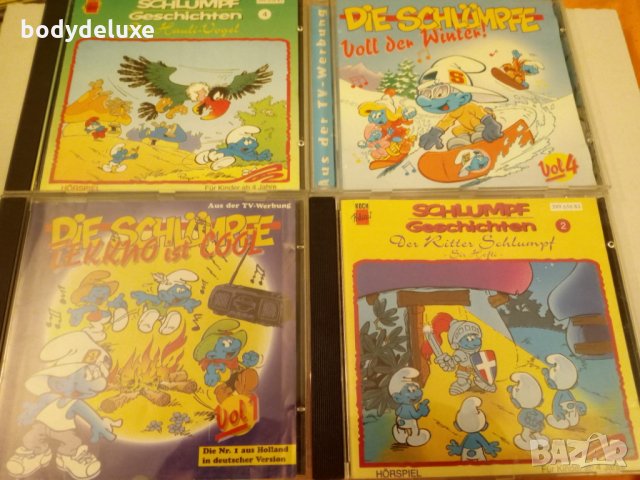 bodydeluxe
SCHLUMPF
Geschichten 4
Hauli-Vogel
HÖRSPIEL
Für Kinder ab 4 Jahre
Aus der TV-Werbung
DIE SCHLÜMPFE
Voll der Winter!
S
Vol 4
Aus der TV-Werbung
DIE SCHLÜMPFE
TEKKNO ist COOL
Vol 1
Die Nr. 1 aus Holland
in deutscher Version
KOCH
SCHLUMPF
Geschichten 2
Der Ritter Schlumpf
HÖRSPIEL
BAZAR